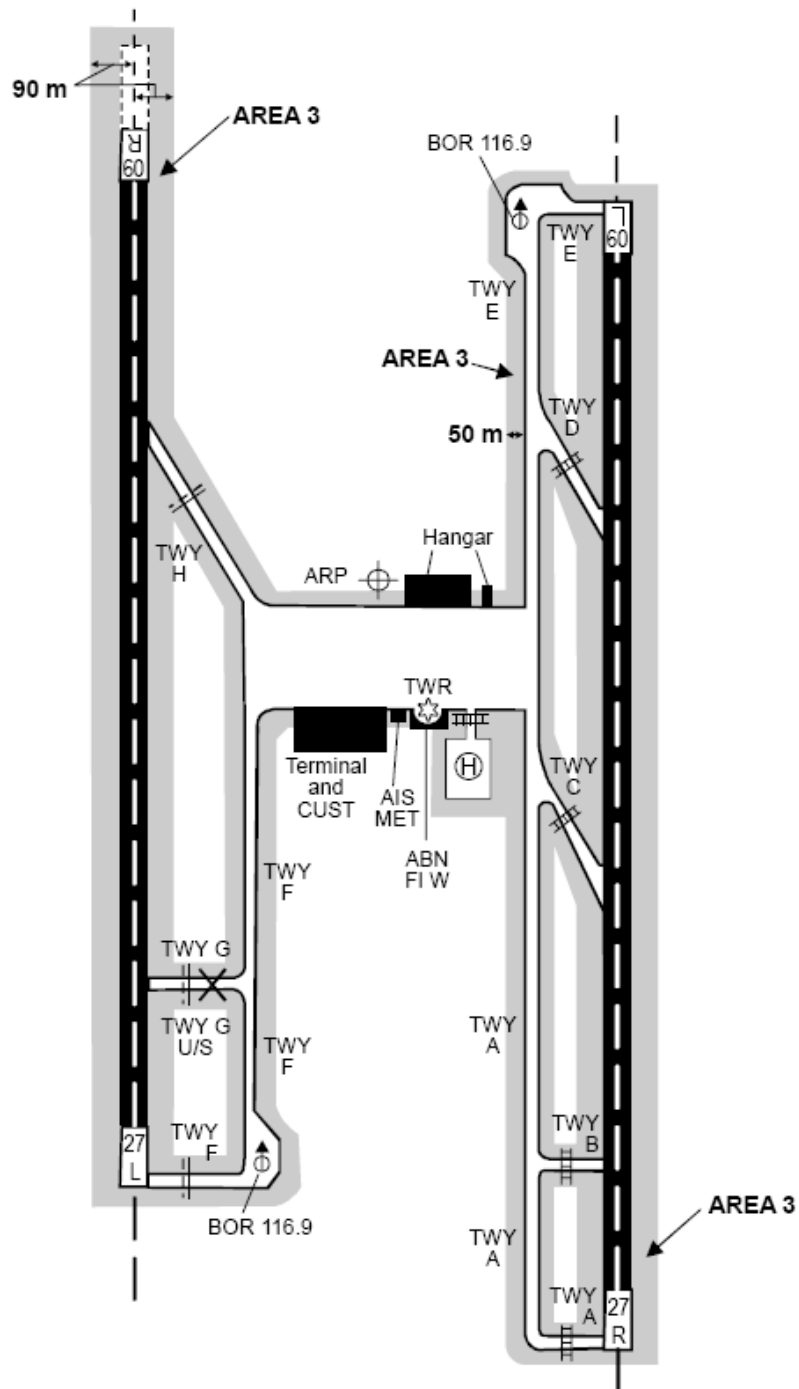 90 m
AREA 3
09
R
BOR 116.9
09
L
TWY
E
TWY
E
AREA 3
TWY
D
50 m
TWY
H
ARP
Hangar
TWR
TWY
C
Terminal
and
CUST
AIS
MET
H
ABN
Fl W
TWY
F
TWY G
TWY G
U/S
TWY
F
TWY
A
27
L
TWY
F
TWY
B
BOR 116.9
TWY
A
AREA 3
TWY
A
27
R